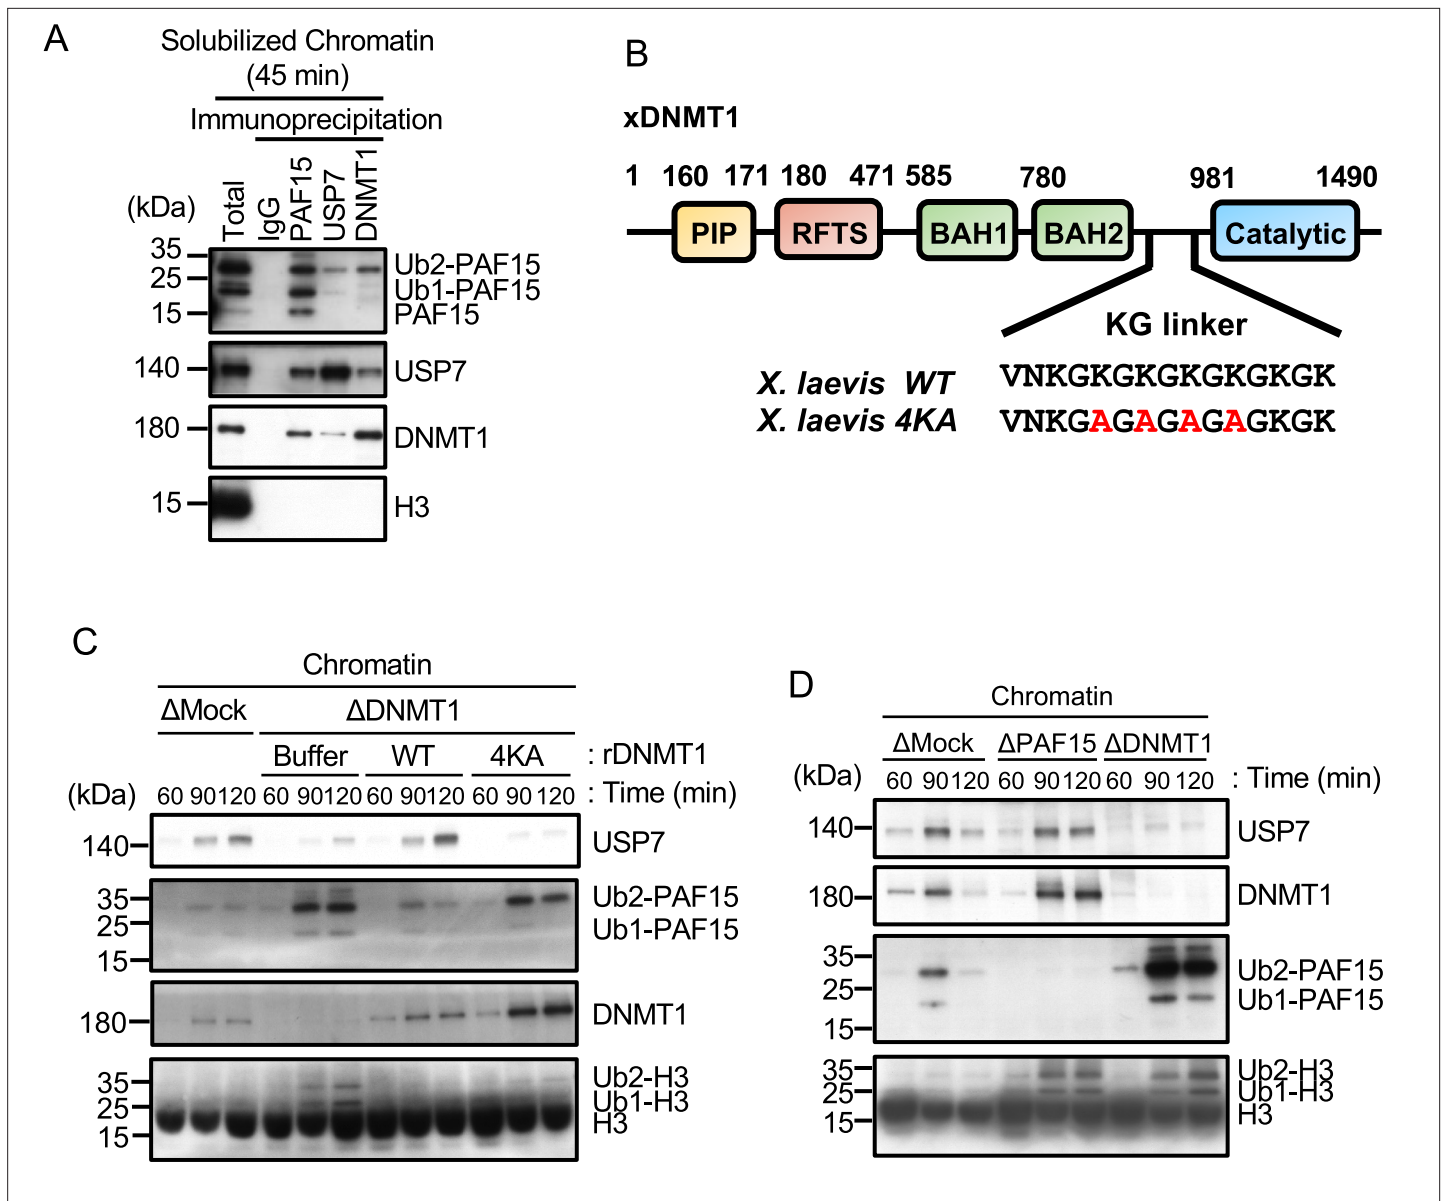 A
Solubilized Chromatin
(45 min)
Immunoprecipitation
(kDa)
Total
IgG
PAF15
USP7
DNMT1
35
25
15
Ub2-PAF15
Ub1-PAF15
PAF15
140
USP7
180
DNMT1
15
H3
B
xDNMT1
1 160 171 180 471 585 780 981 1490
PIP RFTS BAH1 BAH2 Catalytic
KG linker
X. laevis WT VNKGKGKGKGKGKGK
X. laevis 4KA VNKGAGAGAGAGKGK
C
Chromatin
ΔMock ΔDNMT1
Buffer WT 4KA : rDNMT1
(kDa) 60 90 120 60 90 120 60 90 120 60 90 120 : Time (min)
140 USP7
35 Ub2-PAF15
25 Ub1-PAF15
15
180 DNMT1
35 Ub2-H3
25 Ub1-H3
15 H3
D
Chromatin
ΔMock ΔPAF15 ΔDNMT1
(kDa) 60 90 120 60 90 120 60 90 120 : Time (min)
140 USP7
180 DNMT1
35 Ub2-PAF15
25 Ub1-PAF15
15
35 Ub2-H3
25 Ub1-H3
15 H3